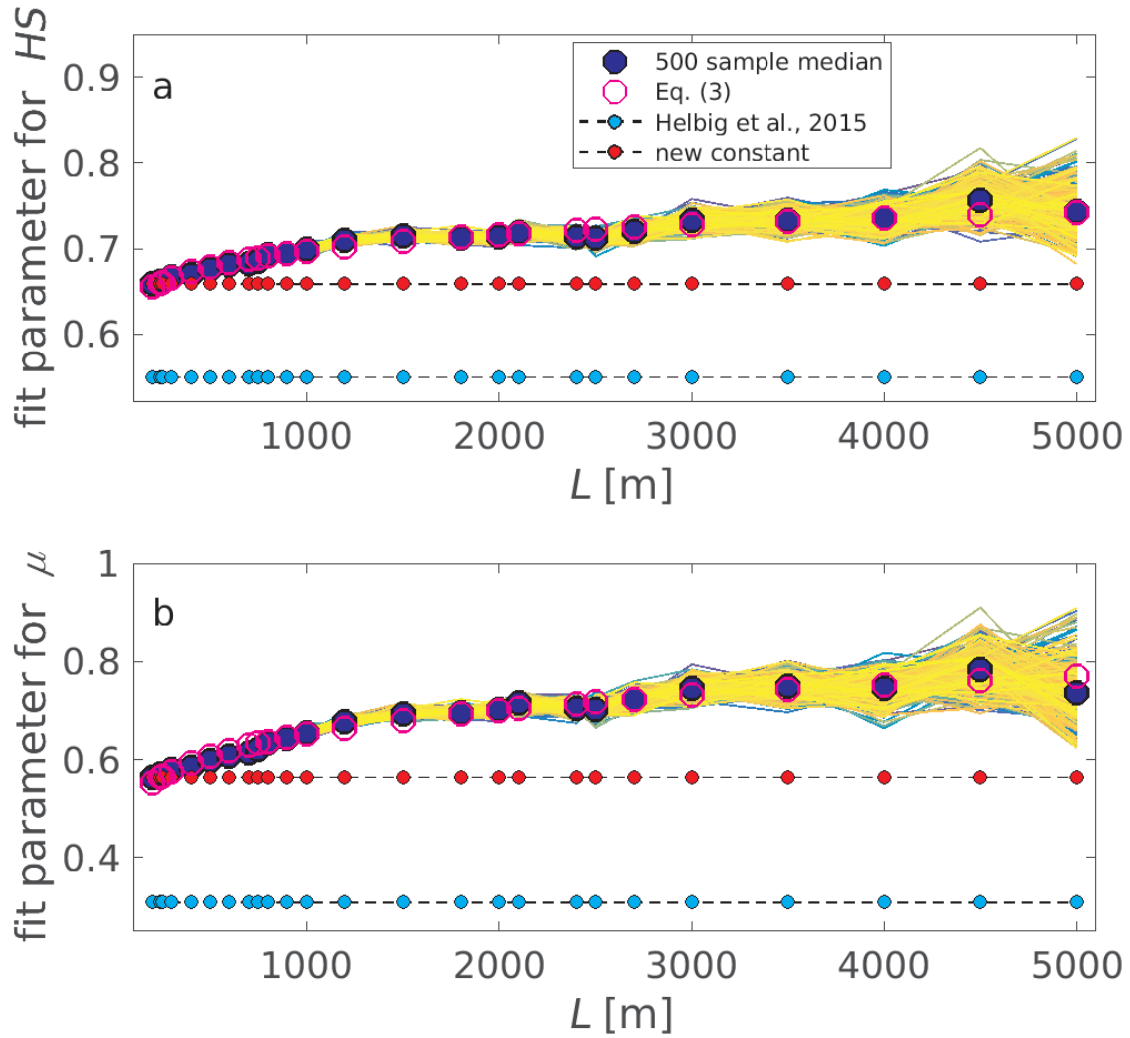 fit parameter for HS
0.9
0.8
0.7
0.6
a
500 sample median
Eq. (3)
Helbig et al., 2015
new constant
1000 2000 3000 4000 5000
L [m]
fit parameter for μ
1
0.8
0.6
0.4
b
1000 2000 3000 4000 5000
L [m]